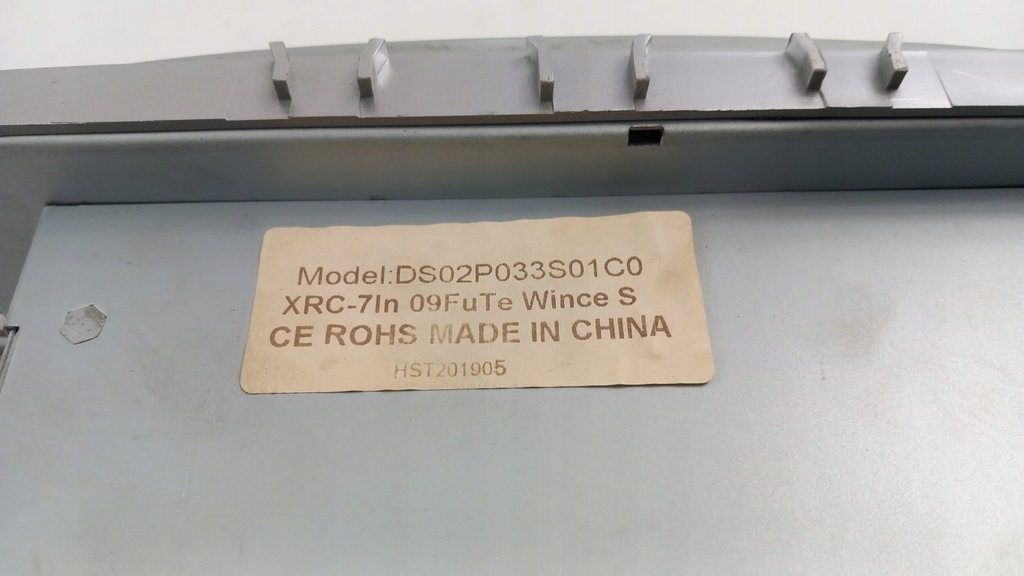 Model:DS02P033S01C0
XRC-7In 09FuTe Wince S
CE ROHS MADE IN CHINA
HST201905